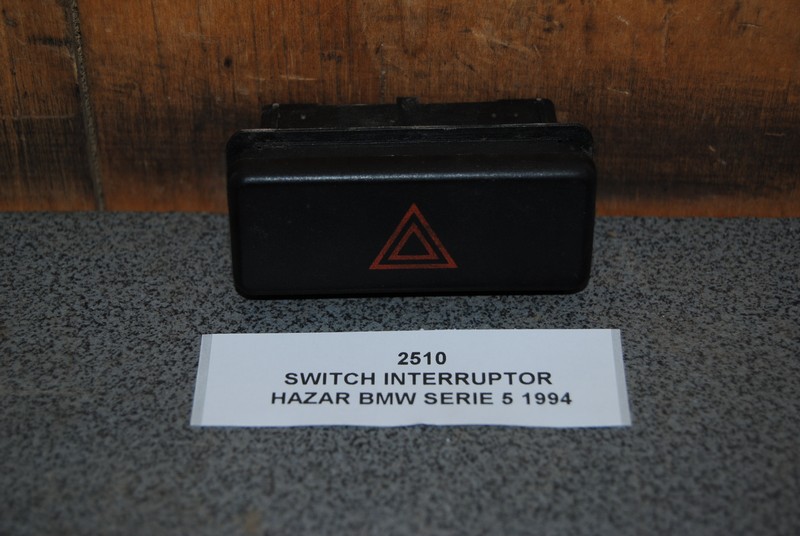 2510
SWITCH INTERRUPTOR
HAZAR BMW SERIE 5 1994